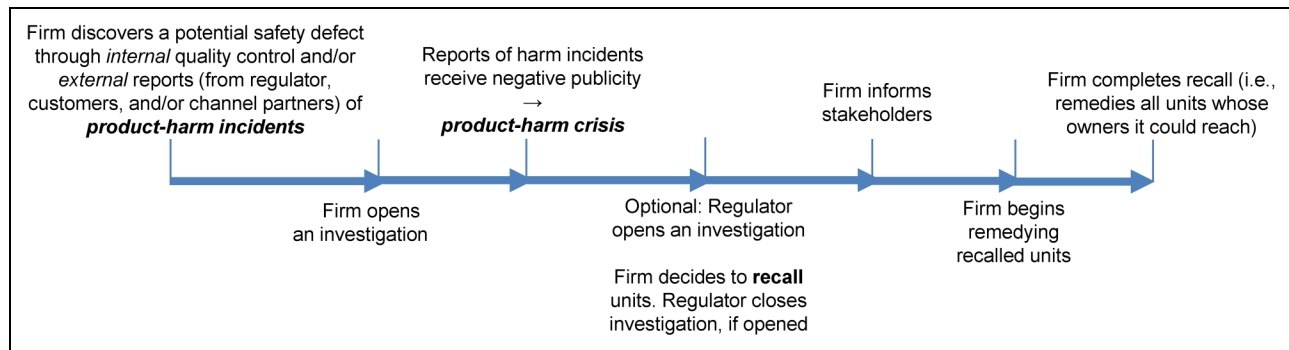 Firm discovers a potential safety defect
through internal quality control and/or
external reports (from regulator,
customers, and/or channel partners) of
product-harm incidents
Firm opens
an investigation
Reports of harm incidents
receive negative publicity
→
product-harm crisis
Optional: Regulator
opens an investigation
Firm decides to recall
units. Regulator closes
investigation, if opened
Firm informs
stakeholders
Firm begins
remedying
recalled units
Firm completes recall (i.e.,
remedies all units whose
owners it could reach)